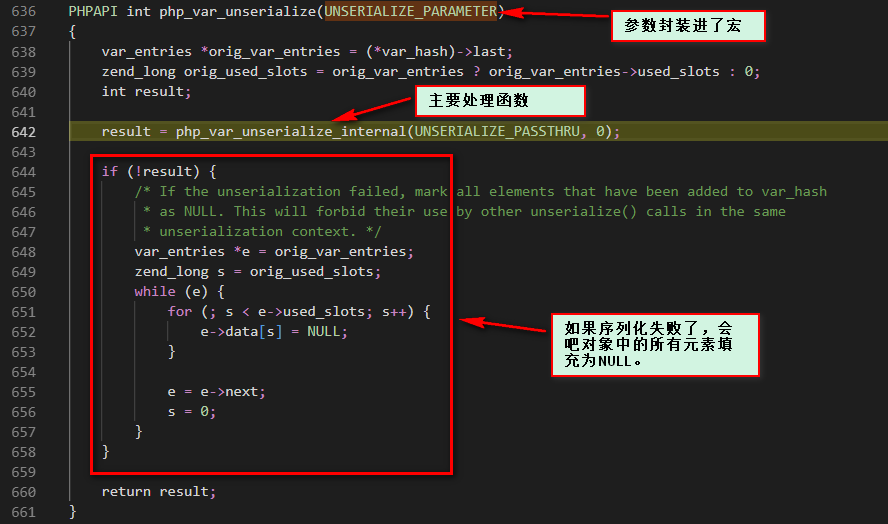 636 PHPAPI int php_var_unserialize(UNSERIALIZE_PARAMETER)
参数封装进了宏
637 {
638 var_entries *orig_var_entries = (*var_hash)->last;
639 zend_long orig_used_slots = orig_var_entries ? orig_var_entries->used_slots : 0;
640 int result;
主要处理函数
641
642 result = php_var_unserialize_internal(UNSERIALIZE_PASSTHRU, 0);
643
644 if (!result) {
645 /* If the unserialization failed, mark all elements that have been added to var_hash
646 * as NULL. This will forbid their use by other unserialize() calls in the same
647 * unserialization context. */
648 var_entries *e = orig_var_entries;
649 zend_long s = orig_used_slots;
650 while (e) {
651 for (; s < e->used_slots; s++) {
652 e->data[s] = NULL;
653 }
如果序列化失败了，会
吧对象中的所有元素填
充为NULL。
654
655 e = e->next;
656 s = 0;
657 }
658 }
659
660 return result;
661 }